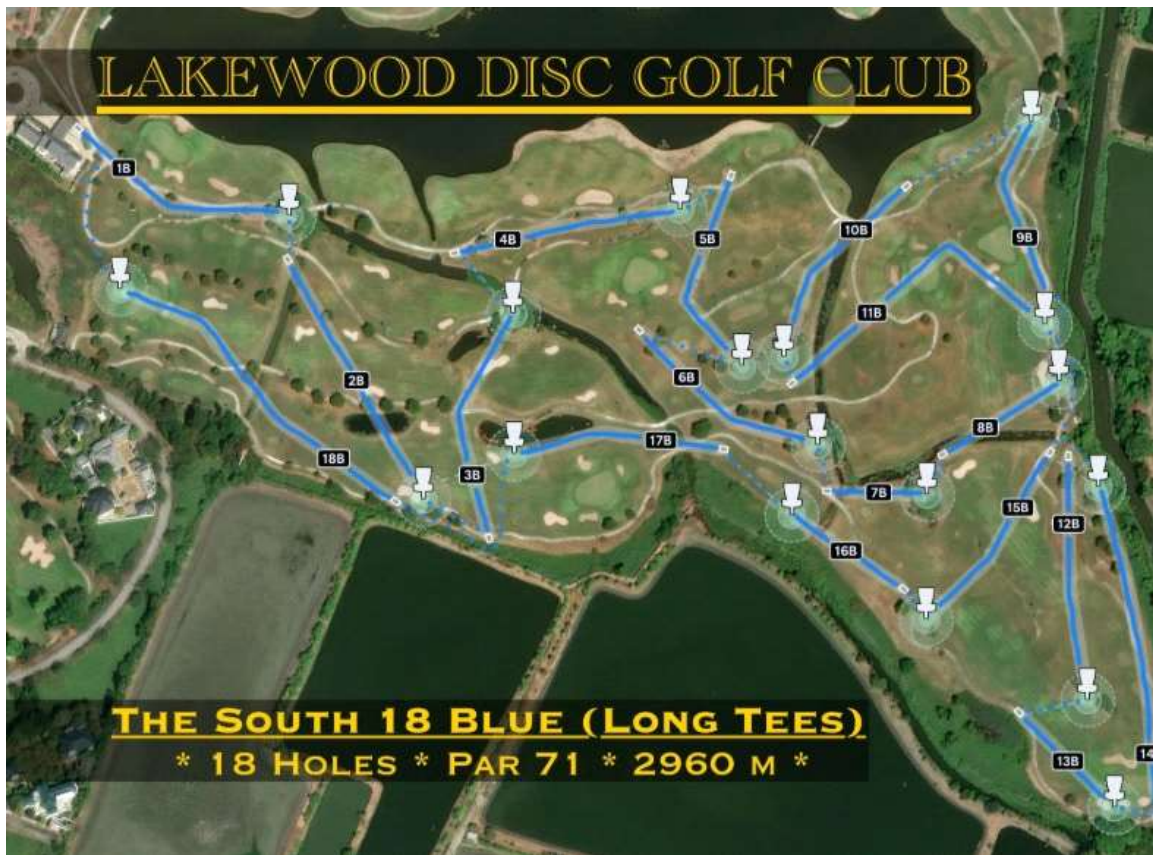 LAKEWOOD DISC GOLF CLUB
1B
4B
5B
10B
9B
11B
2B
6B
8B
18B
3B
17B
7B
15B
12B
16B
14
13B
THE SOUTH 18 BLUE (LONG TEES)
* 18 HOLES * PAR 71 * 2960 M *